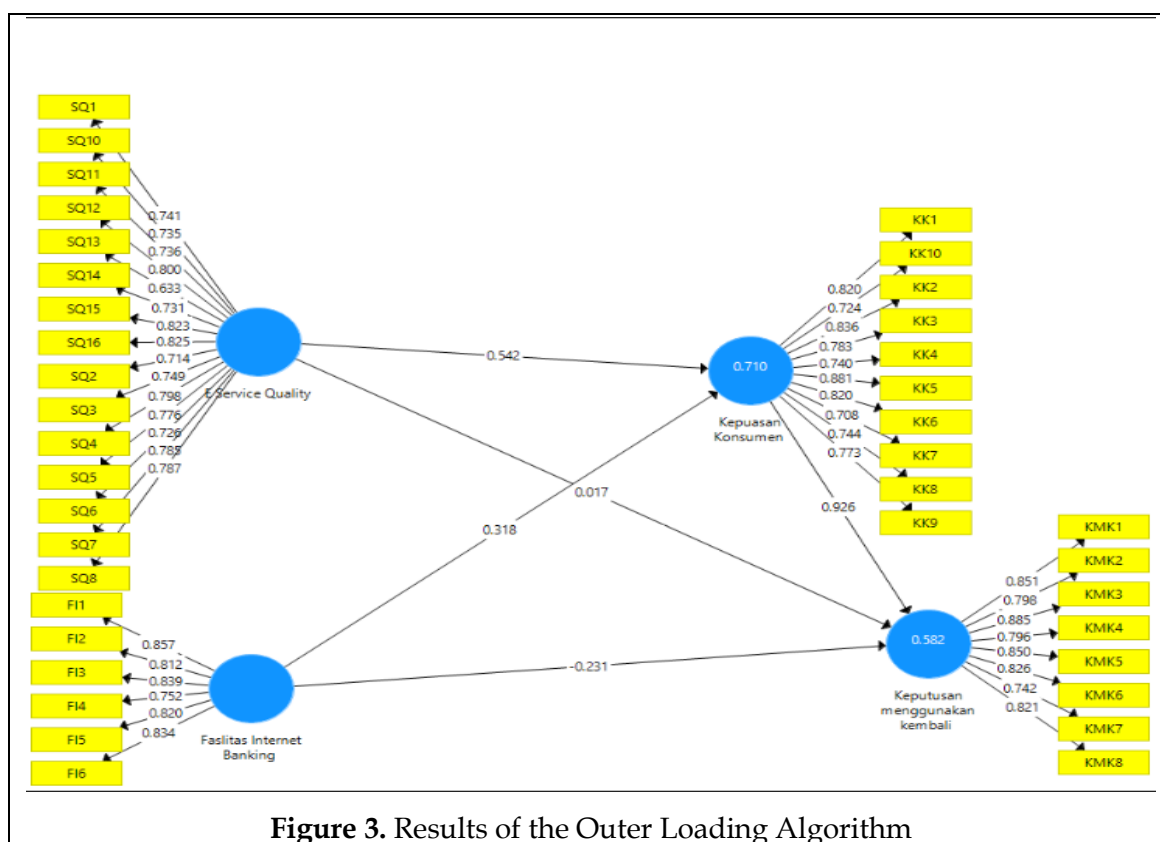 SQ1
SQ10
SQ11
SQ12
SQ13
SQ14
SQ15
SQ16
SQ2
SQ3
SQ4
SQ5
SQ6
SQ7
SQ8
0.741
0.735
0.736
0.800
0.633
0.731
0.823
0.825
0.714
0.749
0.798
0.776
0.726
0.785
0.787
E Service Quality
FI1
FI2
FI3
FI4
FI5
FI6
0.857
0.812
0.839
0.752
0.820
0.834
Faslitas Internet
Banking
0.542
0.017
0.318
-0.231
0.926
0.710
Kepuasan
Konsumen
0.820
0.724
0.836
0.783
0.740
0.881
0.820
0.708
0.744
0.773
KK1
KK10
KK2
KK3
KK4
KK5
KK6
KK7
KK8
KK9
0.582
Keputusan
menggunakan
kembali
0.851
0.798
0.885
0.796
0.850
0.826
0.742
0.821
KMK1
KMK2
KMK3
KMK4
KMK5
KMK6
KMK7
KMK8
Figure 3. Results of the Outer Loading Algorithm